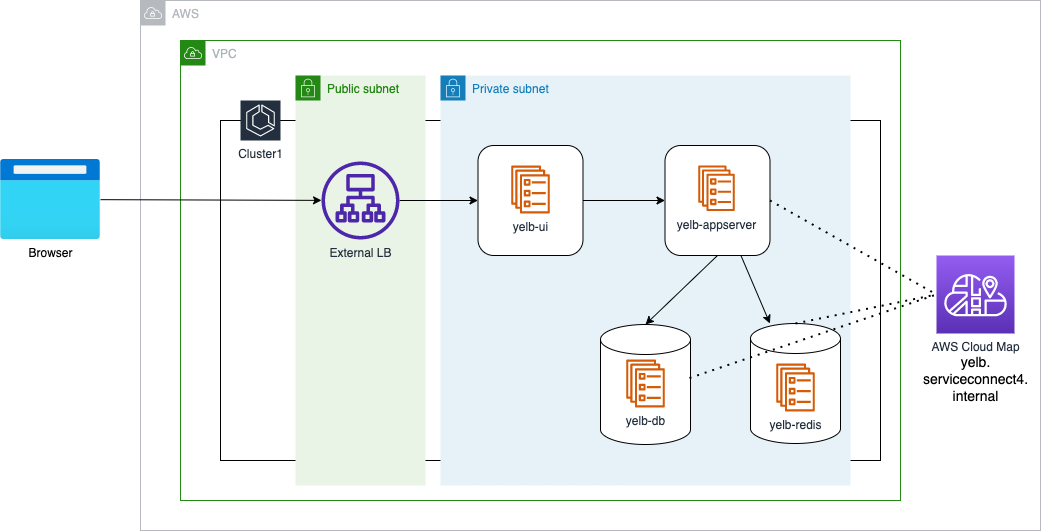 AWS
VPC
Public subnet
Private subnet
Cluster1
Browser
External LB
yelb-ui
yelb-appserver
yelb-db
yelb-redis
AWS Cloud Map
yelb.
serviceconnect4.
internal